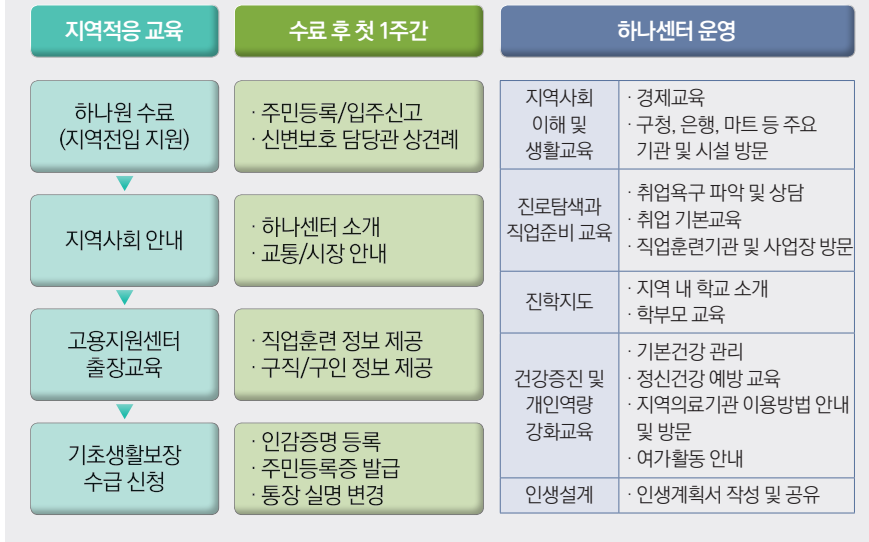 지역적응 교육
수료 후 첫 1주간
하나센터 운영
하나원 수료
(지역전입 지원)
· 주민등록/입주신고
· 신변보호 담당관 상견례
지역사회 안내
· 하나센터 소개
· 교통/시장 안내
고용지원센터
출장교육
· 직업훈련 정보 제공
· 구직/구인 정보 제공
기초생활보장
수급 신청
· 인감증명 등록
· 주민등록증 발급
· 통장 실명 변경
지역사회
이해 및
생활교육
· 경제교육
· 구청, 은행, 마트 등 주요
기관 및 시설 방문
진로탐색과
직업준비 교육
· 취업욕구 파악 및 상담
· 취업 기본교육
· 직업훈련기관 및 사업장 방문
진학지도
· 지역 내 학교 소개
· 학부모 교육
건강증진 및
개인역량
강화교육
· 기본건강 관리
· 정신건강 예방 교육
· 지역의료기관 이용방법 안내
및 방문
· 여가활동 안내
인생설계
· 인생계획서 작성 및 공유